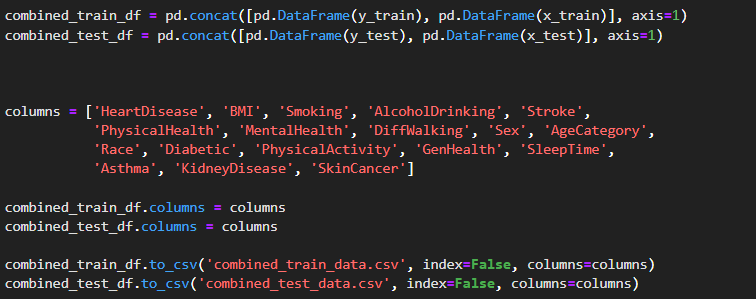 combined_train_df = pd.concat([pd.DataFrame(y_train), pd.DataFrame(x_train)], axis=1)
combined_test_df = pd.concat([pd.DataFrame(y_test), pd.DataFrame(x_test)], axis=1)
columns = ['HeartDisease', 'BMI', 'Smoking', 'AlcoholDrinking', 'Stroke',
'PhysicalHealth', 'MentalHealth', 'DiffWalking', 'Sex', 'AgeCategory',
'Race', 'Diabetic', 'PhysicalActivity', 'GenHealth', 'SleepTime',
'Asthma', 'KidneyDisease', 'SkinCancer']
combined_train_df.columns = columns
combined_test_df.columns = columns
combined_train_df.to_csv('combined_train_data.csv', index=False, columns=columns)
combined_test_df.to_csv('combined_test_data.csv', index=False, columns=columns)